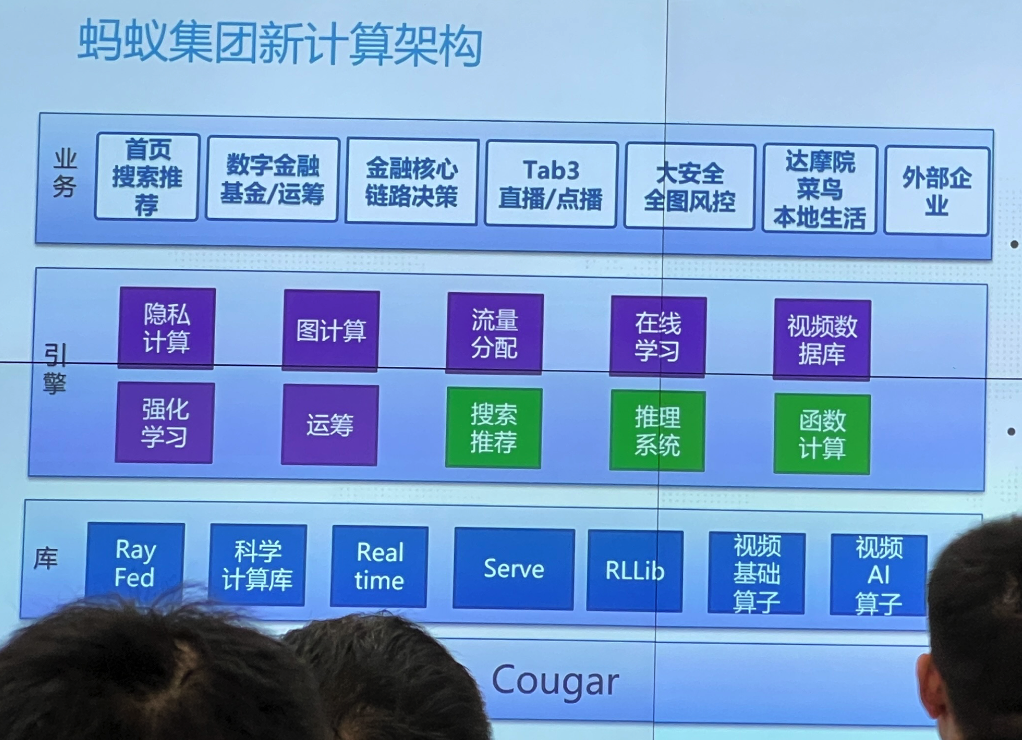 蚂蚁集团新计算架构
业
务
首页
搜索推
荐
数字金融
基金/运筹
金融核心
链路决策
Tab3
直播/点播
大安全
全图风控
达摩院
菜鸟
本地生活
外部企
业
引
擎
隐私
计算
图计算
流量
分配
在线
学习
视频数
据库
强化
学习
运筹
搜索
推荐
推理
系统
函数
计算
库
Ray
Fed
科学
计算库
Real
time
Serve
RLLib
视频
基础
算子
视频
AI
算子
Cougar